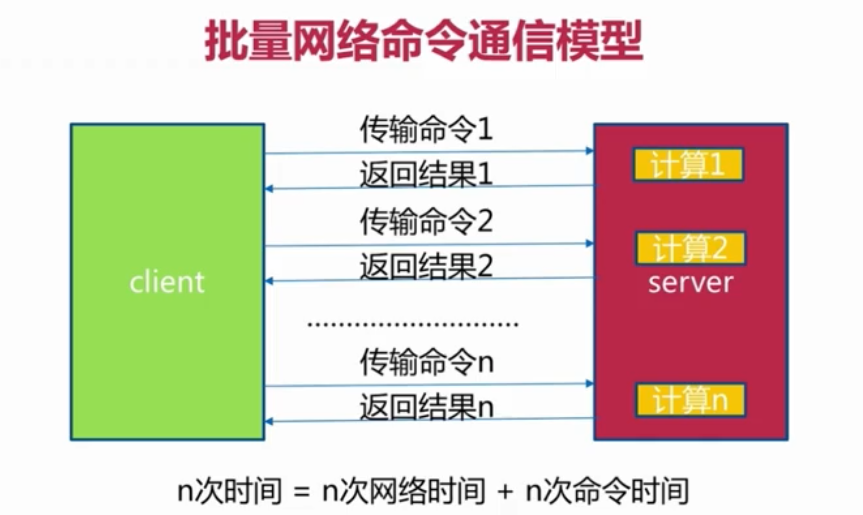 批量网络命令通信模型
传输命令1
计算1
返回结果1
传输命令2
计算2
返回结果2
client
server
...........................
传输命令n
计算n
返回结果n
n次时间 = n次网络时间 + n次命令时间